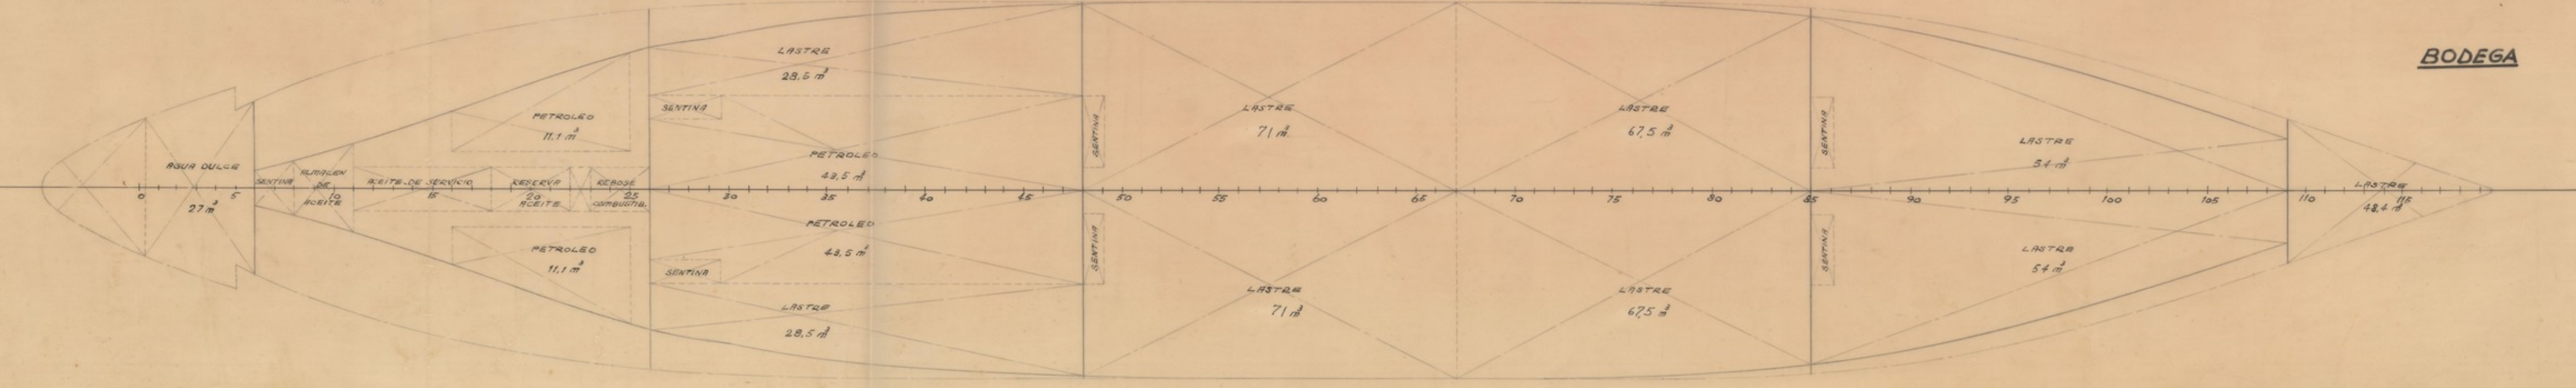 BODEGA
LASTRE
28,5 m³
SENTINA
PETROLEO
11,1 m³
LASTRE
71 m³
LASTRE
67,5 m³
SENTINA
SENTINA
LASTRE
54 m³
AGUA DULCE
27 m³
SENTINA
ALMACEN
DE
ACEITE
ACEITE DE SERVICIO
RESERVA
ACEITE
REBOSE
COMBUSTIB.
PETROLEO
43,5 m³
LASTRE
48,4 m³
0 5 10 15 20 25 30 35 40 45 50 55 60 65 70 75 80 85 90 95 100 105 110 115
PETROLEO
43,5 m³
PETROLEO
11,1 m³
SENTINA
SENTINA
SENTINA
LASTRE
54 m³
LASTRE
71 m³
LASTRE
67,5 m³
LASTRE
28,5 m³